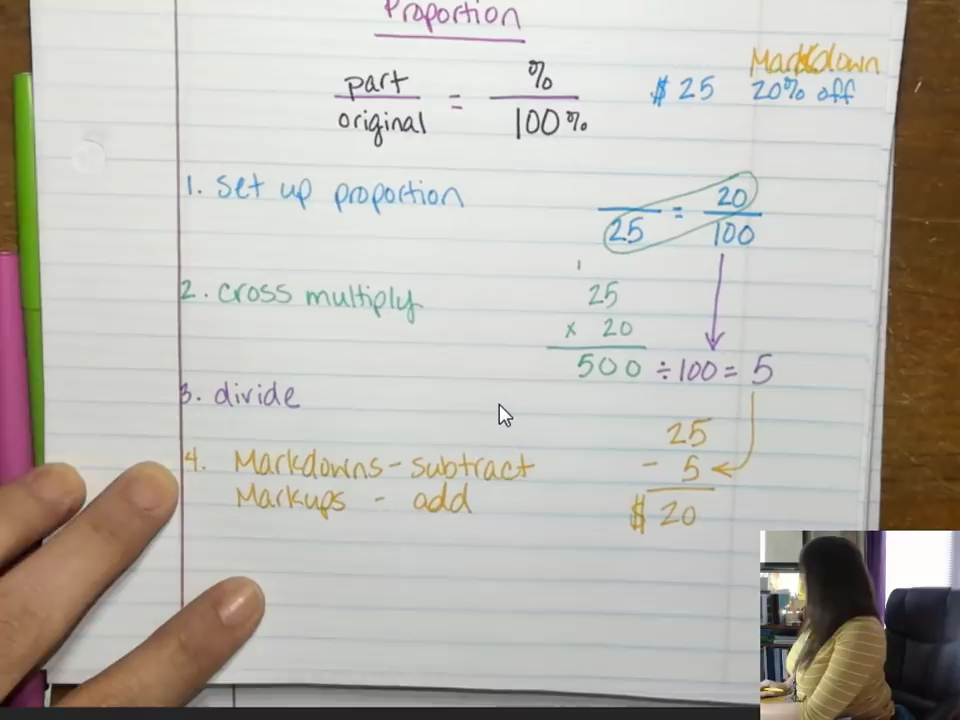 Proportion
part = %
original 100%
$25 Markdown
20% off
1. set up proportion
20
25 = 100
2. cross multiply
1
25
x 20
500 ÷ 100 = 5
3. divide
25
4. Markdowns - subtract - 5
Markups - add
$ 20